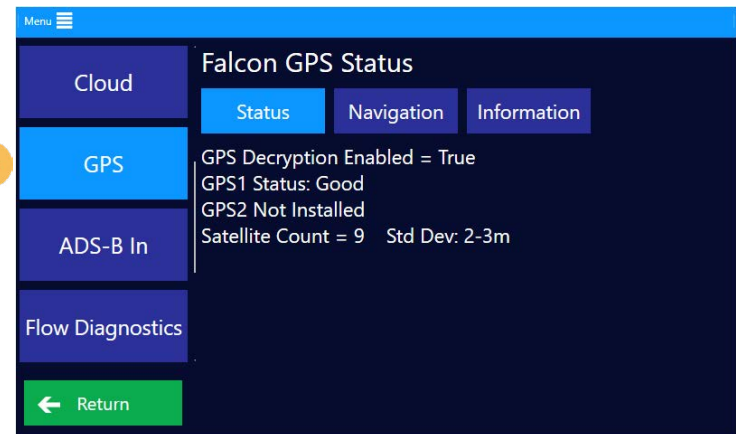 Menu
Cloud
GPS
ADS-B In
Flow Diagnostics
Return
Falcon GPS Status
Status Navigation Information
GPS Decryption Enabled = True
GPS1 Status: Good
GPS2 Not Installed
Satellite Count = 9 Std Dev: 2-3m